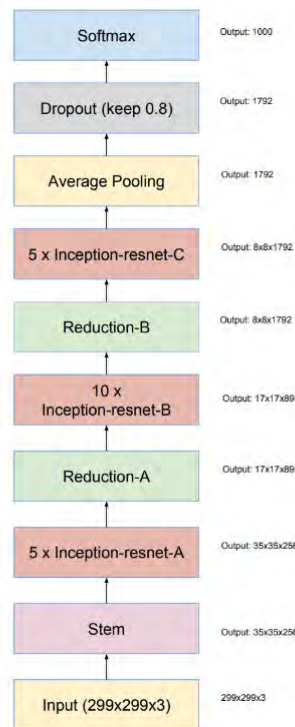 Softmax
Output: 1000
Dropout (keep 0.8)
Output: 1792
Average Pooling
Output: 1792
5 x Inception-resnet-C
Output: 8x8x1792
Reduction-B
Output: 8x8x1792
10 x
Inception-resnet-B
Output: 17x17x89
Reduction-A
Output: 17x17x89
5 x Inception-resnet-A
Output: 35x35x256
Stem
Output: 35x35x256
Input (299x299x3)
299x299x3